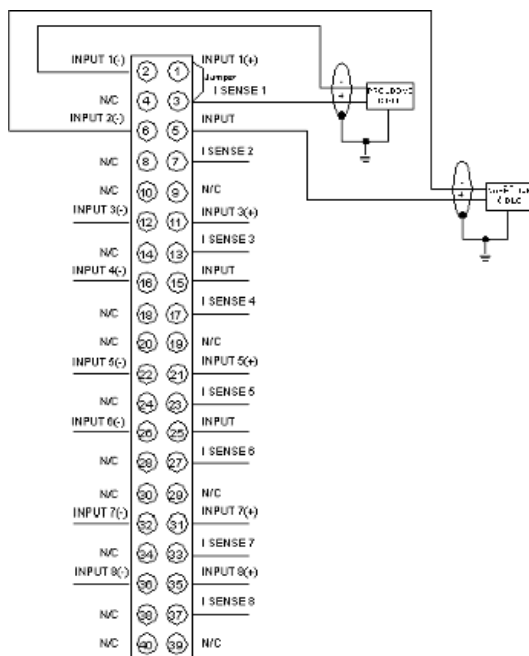 INPUT 1(-) 2 1 INPUT 1(+)
Jumper
N/C 4 3 I SENSE 1
INPUT 2(-) 6 5 INPUT
N/C 8 7 I SENSE 2
N/C 10 9 N/C
INPUT 3(-) 12 11 INPUT 3(+)
N/C 14 13 I SENSE 3
INPUT 4(-) 16 15 INPUT
N/C 18 17 I SENSE 4
N/C 20 19 N/C
INPUT 5(-) 22 21 INPUT 5(+)
N/C 24 23 I SENSE 5
INPUT 6(-) 26 25 INPUT
N/C 28 27 I SENSE 6
N/C 30 29 N/C
INPUT 7(-) 32 31 INPUT 7(+)
N/C 34 33 I SENSE 7
INPUT 8(-) 36 35 INPUT 8(+)
N/C 38 37 I SENSE 8
N/C 40 39 N/C
- +
- +